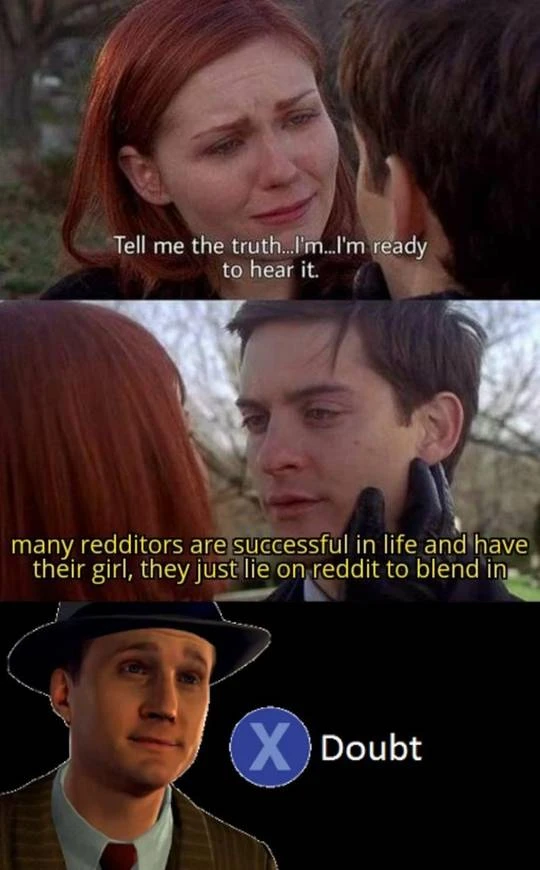 Tell me the truth...I'm...I'm ready
to hear it.
many redditors are successful in life and have
their girl, they just lie on reddit to blend in
X Doubt